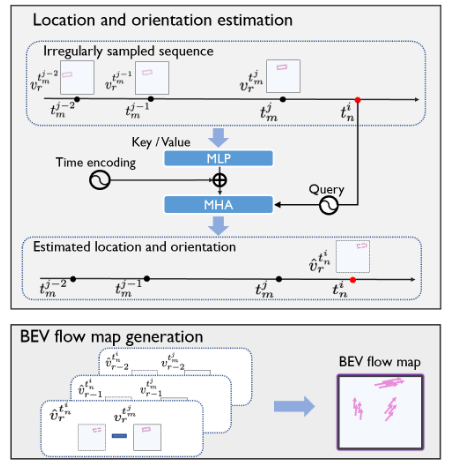 Location and orientation estimation
Irregularly sampled sequence
$v_r^{t_m^{j-2}}$ $v_r^{t_m^{j-1}}$ $v_r^{t_m^j}$
$t_m^{j-2}$ $t_m^{j-1}$ $t_m^j$ $t_n^i$
Key / Value
MLP
Time encoding
Query
MHA
Estimated location and orientation
$\hat{v}_r^{t_n^i}$
$t_m^{j-2}$ $t_m^{j-1}$ $t_m^j$ $t_n^i$
BEV flow map generation
BEV flow map
$\hat{v}_{r-2}^{t_n^i}$ $v_{r-2}^{t_m^j}$
$\hat{v}_{r-1}^{t_n^i}$ $v_{r-1}^{t_m^j}$
$\hat{v}_r^{t_n^i}$ $v_r^{t_m^j}$